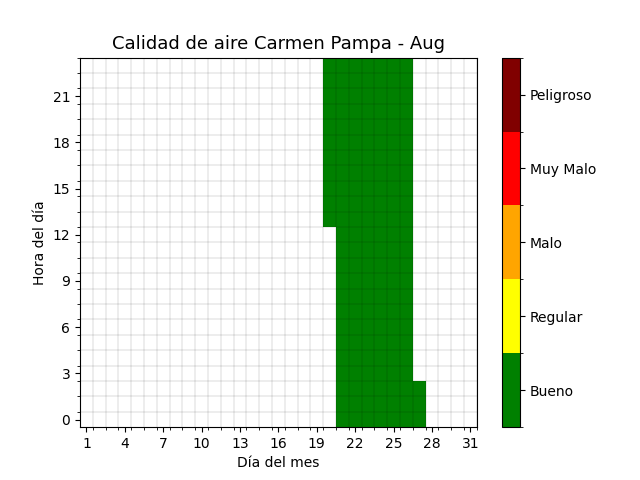 Calidad de aire Carmen Pampa - Aug
Hora del día
21
18
15
12
9
6
3
0
1 4 7 10 13 16 19 22 25 28 31
Día del mes
Peligroso
Muy Malo
Malo
Regular
Bueno